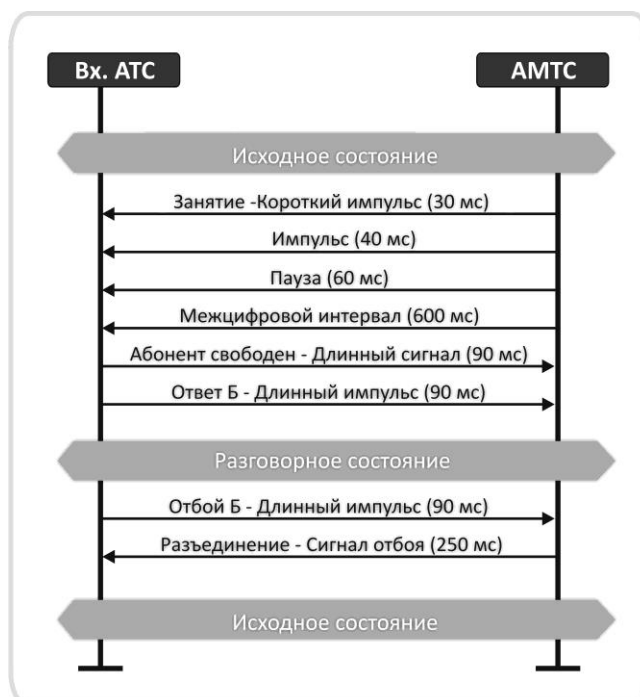 Вх. АТС
АМТС
Исходное состояние
Занятие -Короткий импульс (30 мс)
Импульс (40 мс)
Пауза (60 мс)
Межцифровой интервал (600 мс)
Абонент свободен - Длинный сигнал (90 мс)
Ответ Б - Длинный импульс (90 мс)
Разговорное состояние
Отбой Б - Длинный импульс (90 мс)
Разъединение - Сигнал отбоя (250 мс)
Исходное состояние